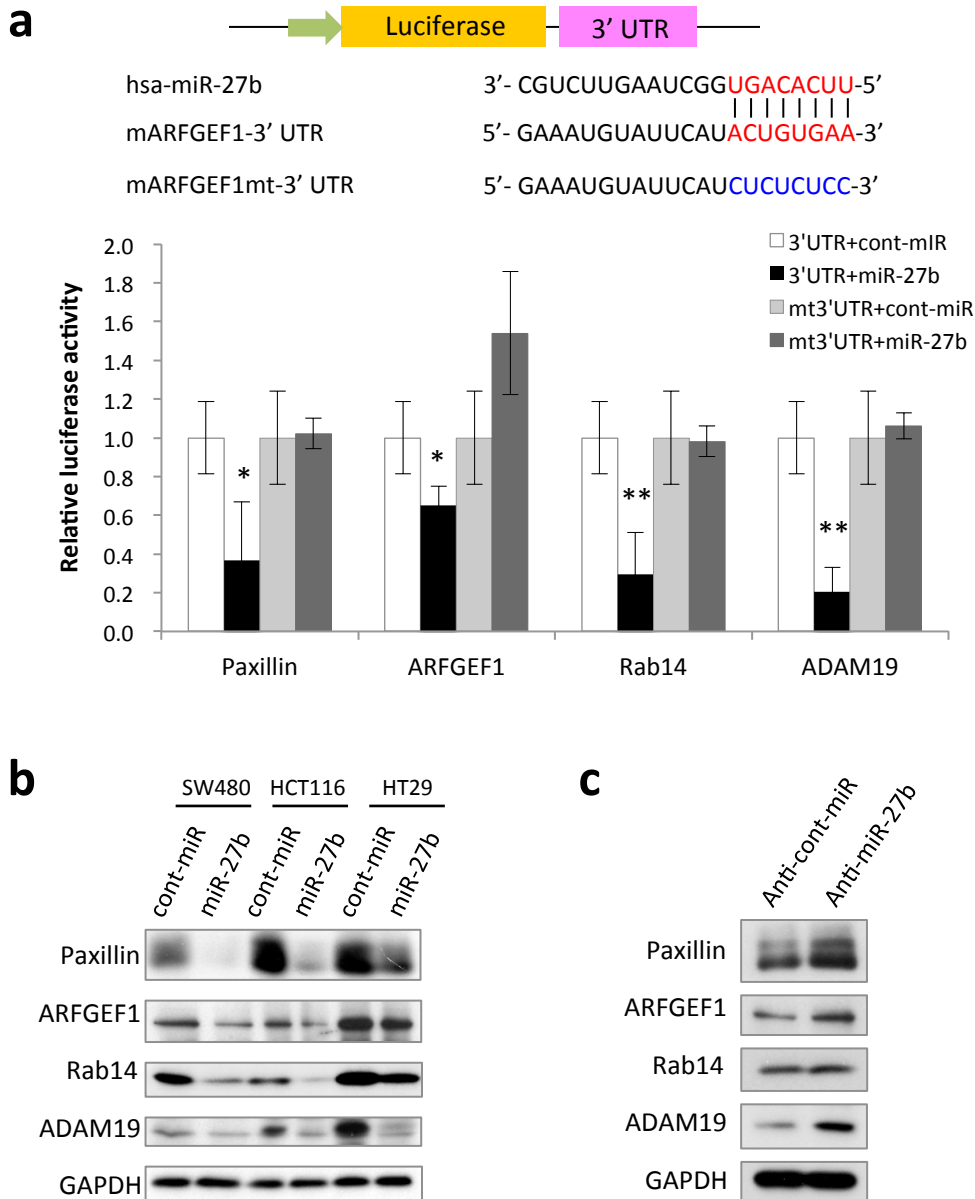 a
Luciferase 3’ UTR
hsa-miR-27b 3’- CGUCUUGAAUCGGUGACACUU-5’
mARFGEF1-3’ UTR 5’- GAAAUGUAUUCAUACUGUGAA-3’
mARFGEF1mt-3’ UTR 5’- GAAAUGUAUUCAUCUCUCUCC-3’
Relative luciferase activity
2.0
1.8
1.6
1.4
1.2
1.0
0.8
0.6
0.4
0.2
0.0
3'UTR+cont-mIR
3'UTR+miR-27b
mt3'UTR+cont-miR
mt3'UTR+miR-27b
* * ** **
Paxillin ARFGEF1 Rab14 ADAM19
b
SW480 HCT116 HT29
cont-miR miR-27b cont-miR miR-27b cont-miR miR-27b
Paxillin
ARFGEF1
Rab14
ADAM19
GAPDH
c
Anti-cont-miR Anti-miR-27b
Paxillin
ARFGEF1
Rab14
ADAM19
GAPDH